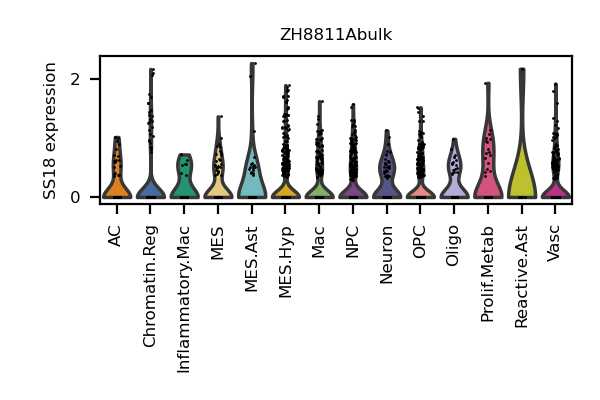 ZH8811Abulk
SS18 expression
2
0
AC
Chromatin.Reg
Inflammatory.Mac
MES
MES.Ast
MES.Hyp
Mac
NPC
Neuron
OPC
Oligo
Prolif.Metab
Reactive.Ast
Vasc